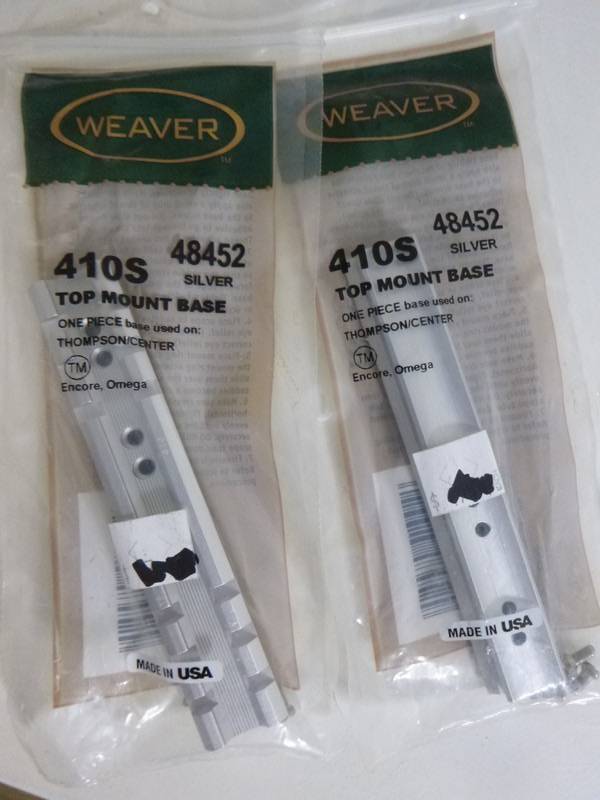 WEAVER
TM
410S 48452
SILVER
TOP MOUNT BASE
ONE PIECE base used on:
THOMPSON/CENTER
TM
Encore, Omega
MADE IN USA
WEAVER
TM
410S 48452
SILVER
TOP MOUNT BASE
ONE PIECE base used on:
THOMPSON/CENTER
TM
Encore, Omega
MADE IN USA